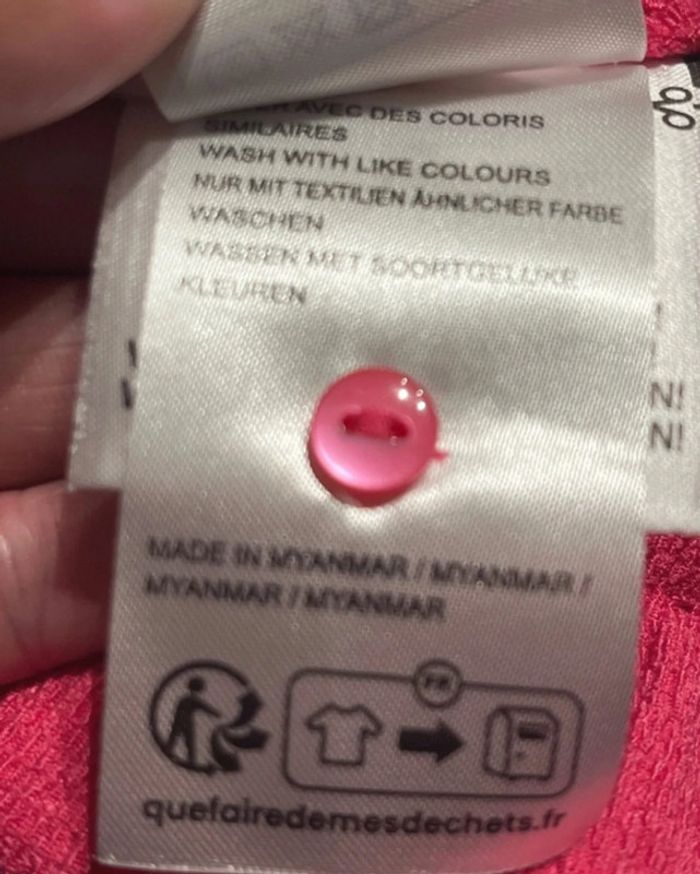 AVEC DES COLORIS
SIMILAIRES
WASH WITH LIKE COLOURS
NUR MIT TEXTILIEN ÄHNLICHER FARBE
WASCHEN
WASSEN MET SOORTGELIJKE
KLEUREN
N!
N!
MADE IN MYANMAR / MYANMAR /
MYANMAR / MYANMAR
FR
quefairedemesdechets.fr